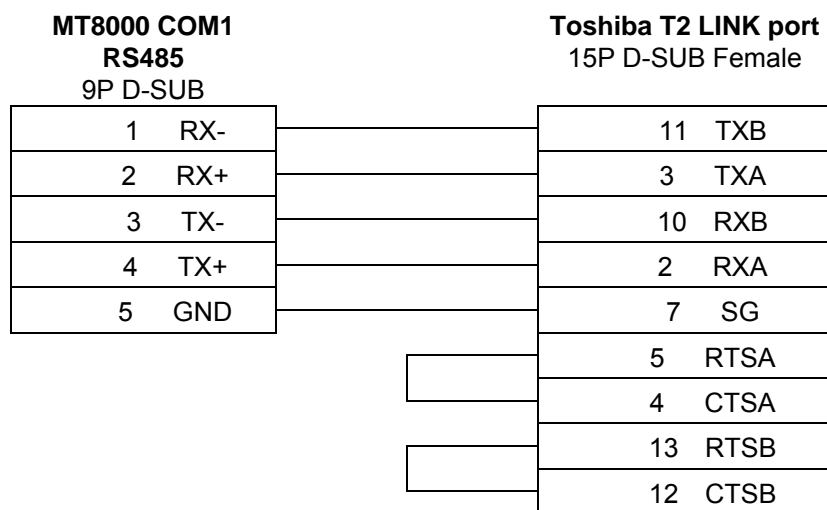 MT8000 COM1
RS485
9P D-SUB
Toshiba T2 LINK port
15P D-SUB Female
1 RX-
11 TXB
2 RX+
3 TXA
3 TX-
10 RXB
4 TX+
2 RXA
5 GND
7 SG
5 RTSA
4 CTSA
13 RTSB
12 CTSB